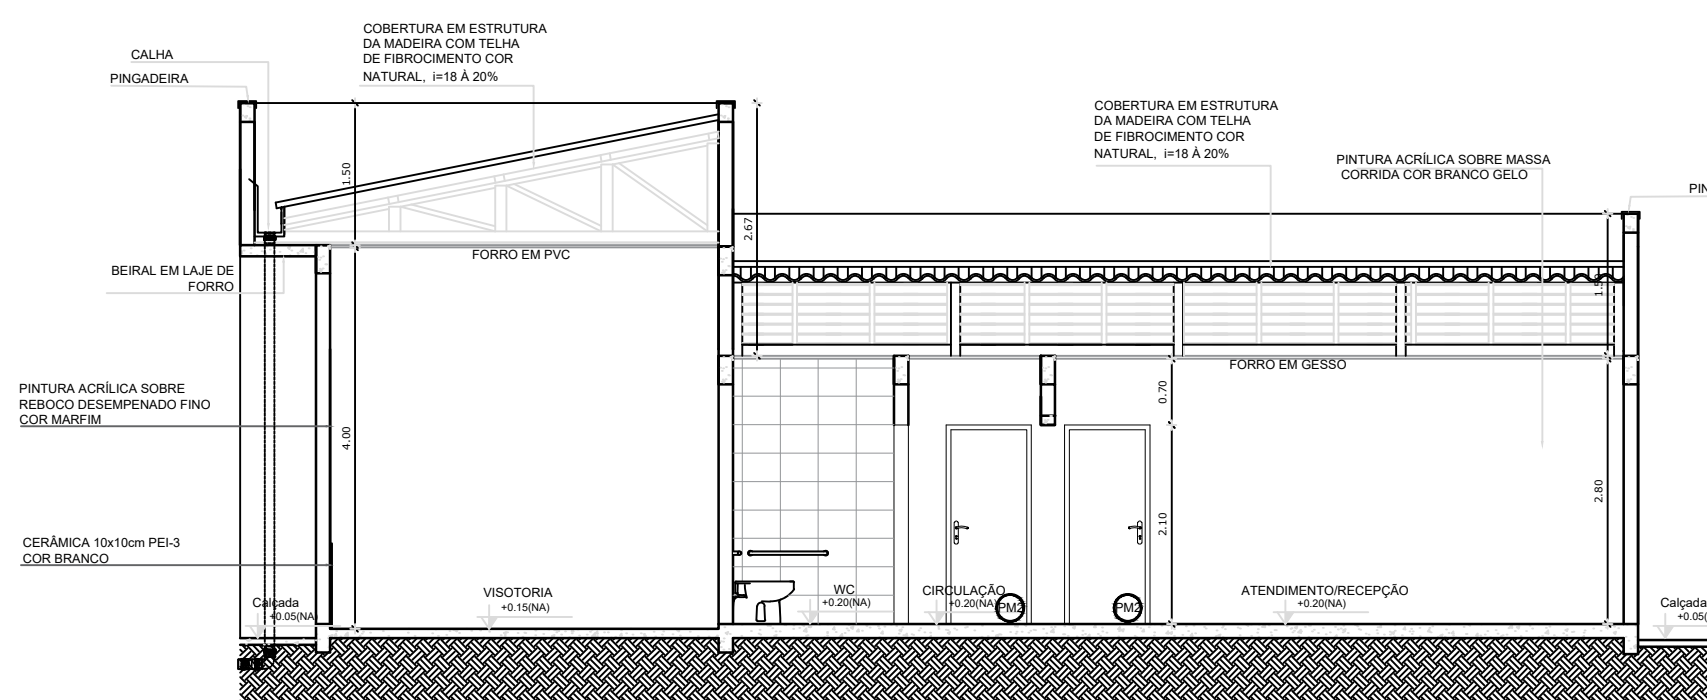 COBERTURA EM ESTRUTURA
DA MADEIRA COM TELHA
DE FIBROCIMENTO COR
NATURAL, i=18 À 20%
CALHA
PINGADEIRA
COBERTURA EM ESTRUTURA
DA MADEIRA COM TELHA
DE FIBROCIMENTO COR
NATURAL, i=18 À 20%
PINTURA ACRÍLICA SOBRE MASSA
CORRIDA COR BRANCO GELO
PIN
1.50
2.67
FORRO EM PVC
BEIRAL EM LAJE DE
FORRO
FORRO EM GESSO
PINTURA ACRÍLICA SOBRE
REBOCO DESEMPENADO FINO
COR MARFIM
0.70
4.00
2.80
2.10
CERÂMICA 10x10cm PEI-3
COR BRANCO
Calçada
+0.05(NA)
VISOTORIA
+0.15(NA)
WC
+0.20(NA)
CIRCULAÇÃO
+0.20(NA)
PM2
PM2
ATENDIMENTO/RECEPÇÃO
+0.20(NA)
Calçada
+0.05(